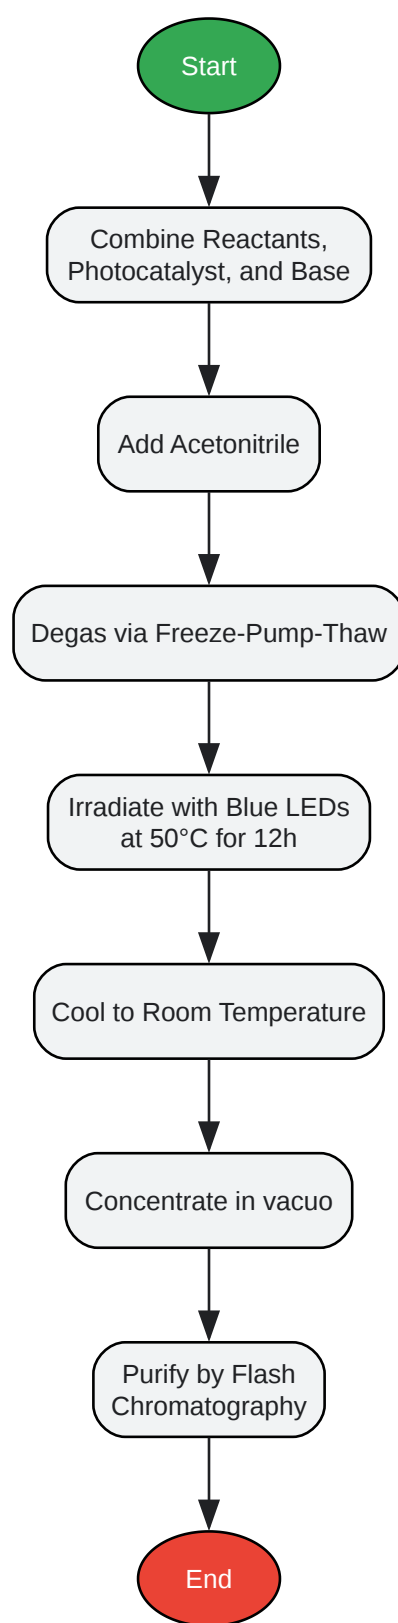 Start
Combine Reactants,
Photocatalyst, and Base
Add Acetonitrile
Degas via Freeze-Pump-Thaw
Irradiate with Blue LEDs
at 50°C for 12h
Cool to Room Temperature
Concentrate in vacuo
Purify by Flash
Chromatography
End